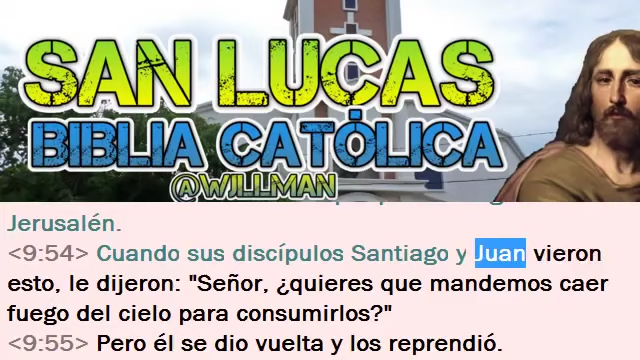 SAN LUCAS
BIBLIA CATÓLICA
@WJLLMAN
Jerusalén.
<9:54> Cuando sus discípulos Santiago y Juan vieron
esto, le dijeron: "Señor, ¿quieres que mandemos caer
fuego del cielo para consumirlos?"
<9:55> Pero él se dio vuelta y los reprendió.